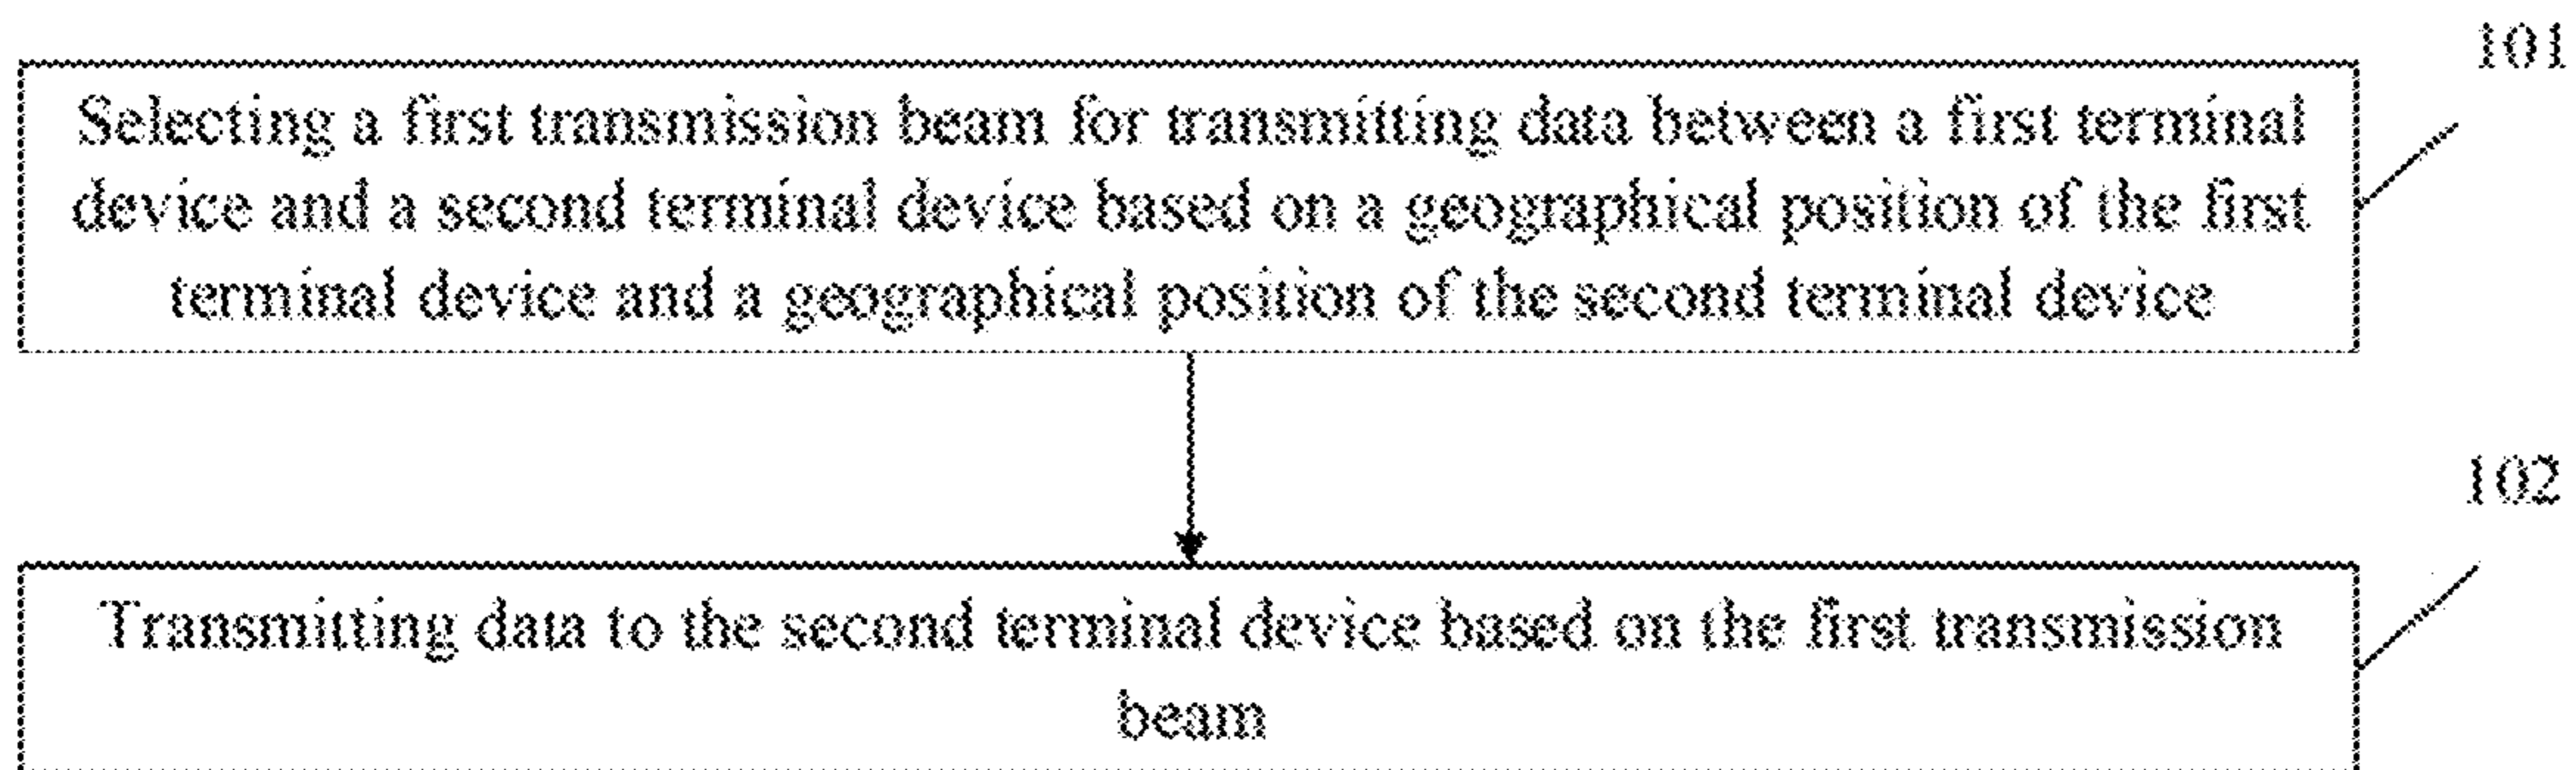 101
Selecting a first transmission beam for transmitting data between a first terminal
device and a second terminal device based on a geographical position of the first
terminal device and a geographical position of the second terminal device
102
Transmitting data to the second terminal device based on the first transmission
beam